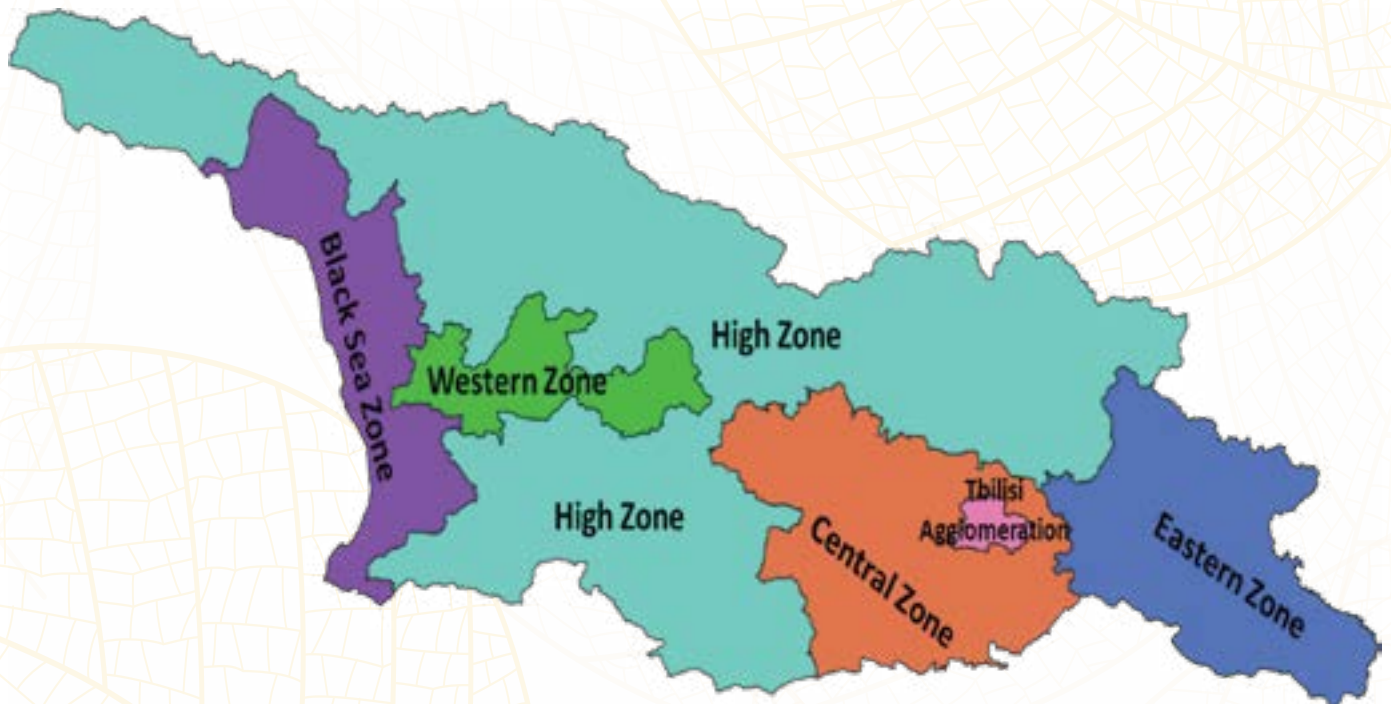 Black Sea Zone
High Zone
Western Zone
High Zone
Tbilisi
Agglomeration
Central Zone
Eastern Zone